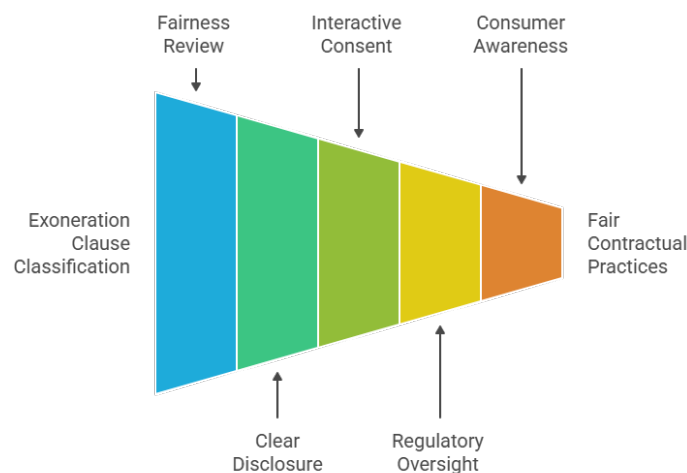 Fairness
Review
Interactive
Consent
Consumer
Awareness
Exoneration
Clause
Classification
Fair
Contractual
Practices
Clear
Disclosure
Regulatory
Oversight